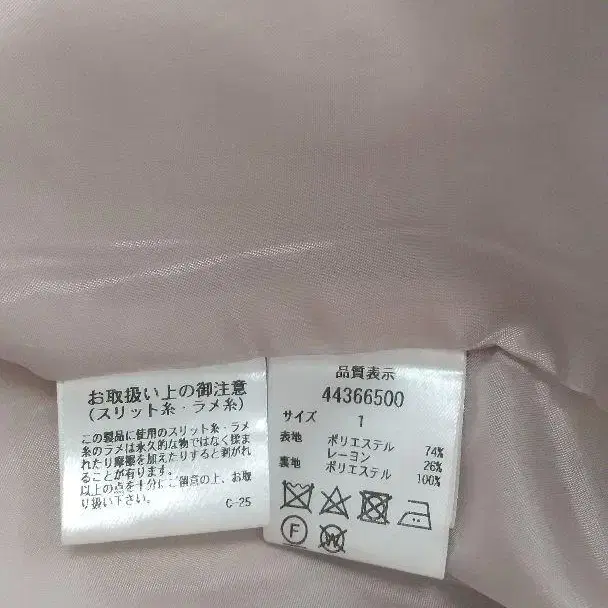 お取扱い上の御注意
(スリット糸・ラメ糸)
この製品に使用のスリット糸・ラメ
糸のラメは永久的な物ではなく揉ま
れたり摩擦を加えたりすると剥がれ
ることが有ります。
以上の点を十分にご留意の上、お取
り扱い下さい。
C-25
品質表示
44366500
サイズ 1
表地 ポリエステル 74%
レーヨン 26%
裏地 ポリエステル 100%
F W